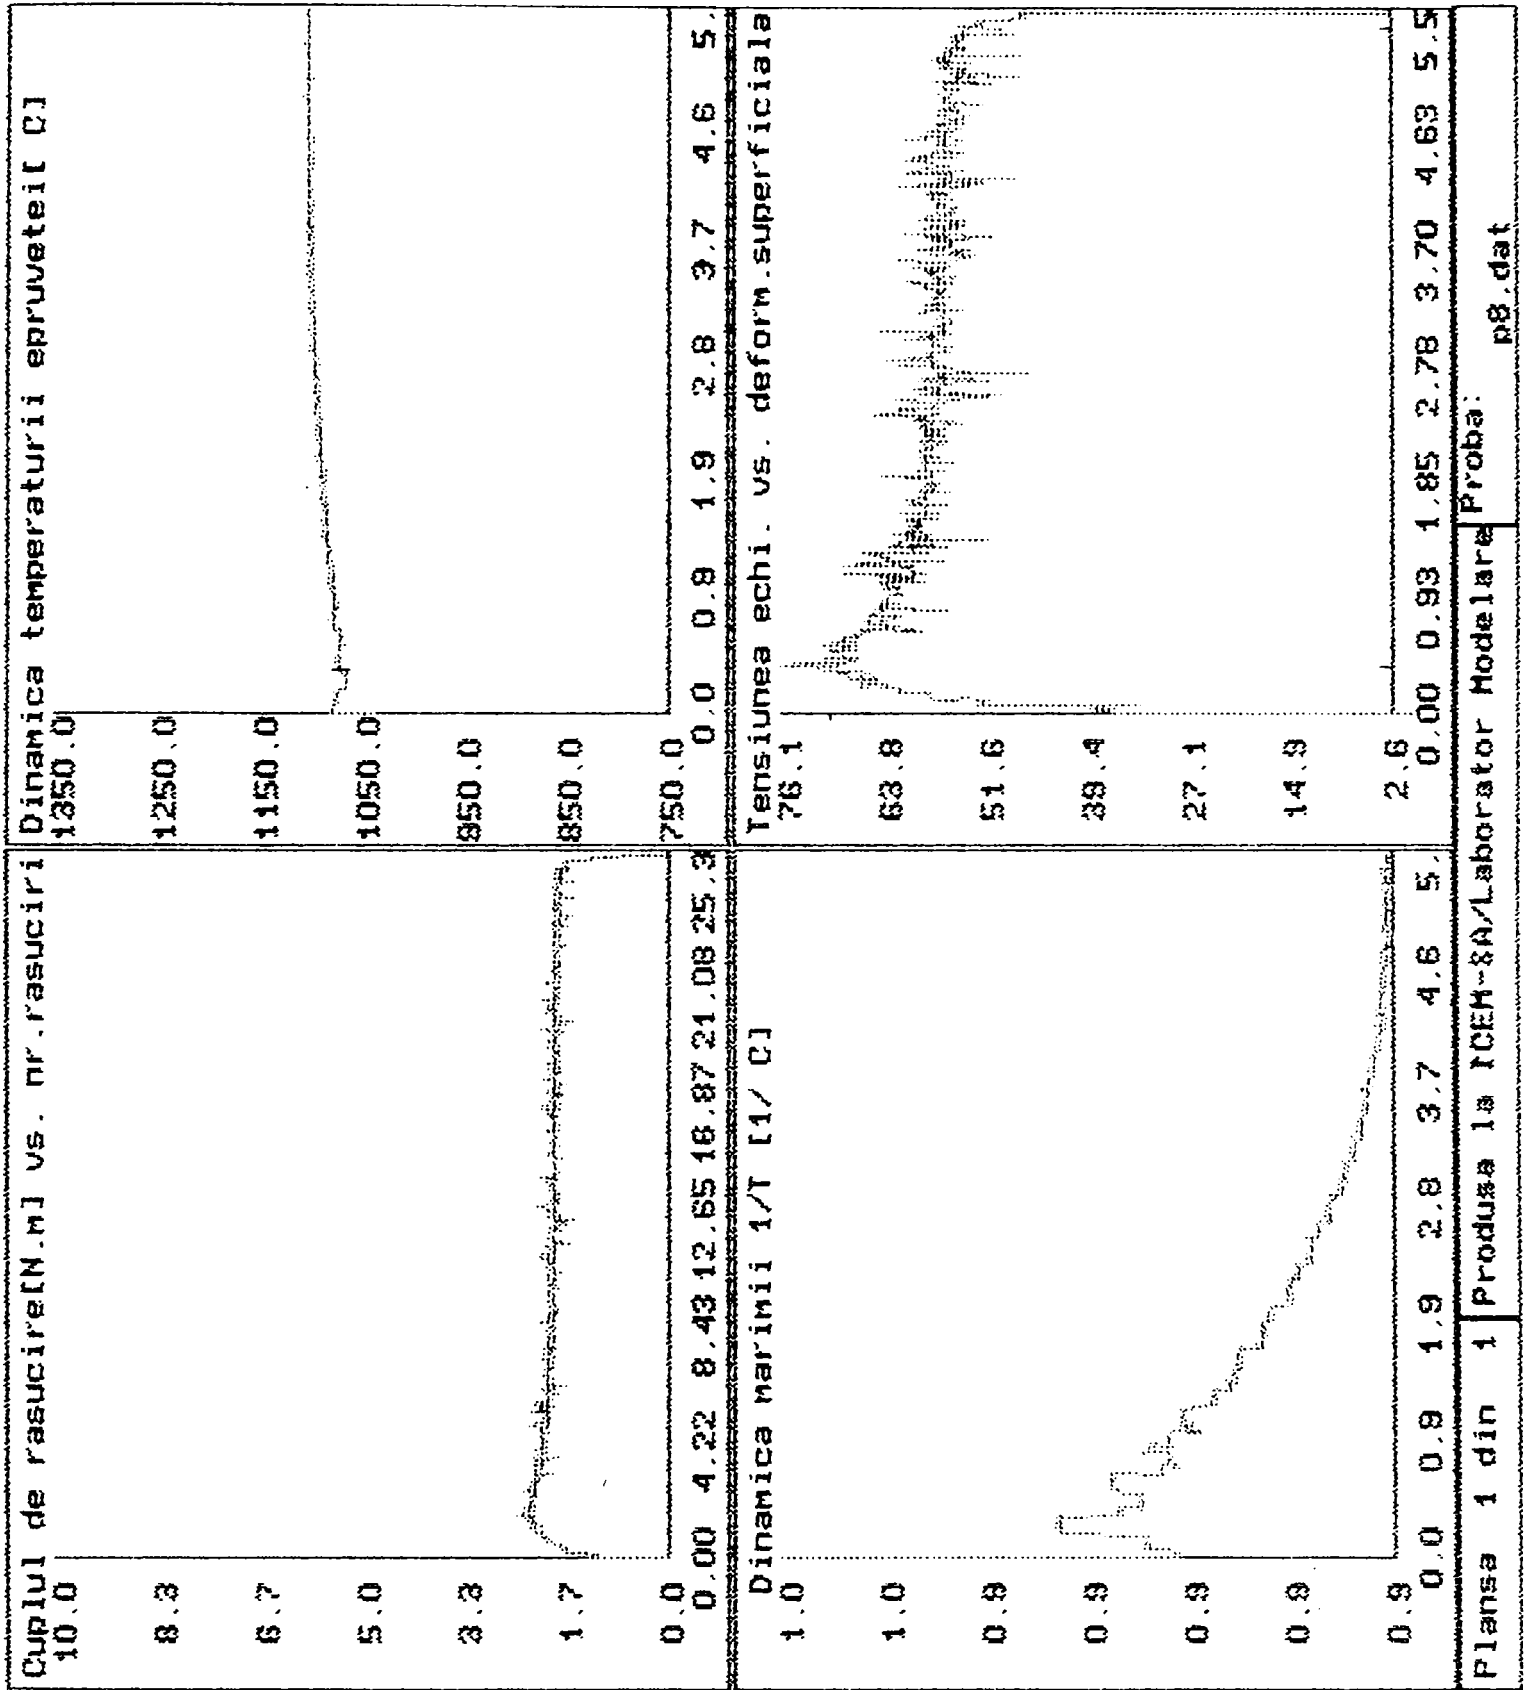 Cuplul de rasucire[N.m] vs. nr.rasuciri
10.0
8.3
6.7
5.0
3.3
1.7
0.0
0.00 4.22 8.43 12.65 16.87 21.08 25.3
Dinamica temperaturii epruvetei[ C]
1350.0
1250.0
1150.0
1050.0
950.0
850.0
750.0
0.0 0.9 1.9 2.8 3.7 4.6 5.
Dinamica marimii 1/T [1/ C]
1.0
1.0
0.9
0.9
0.9
0.9
0.9
0.0 0.9 1.9 2.8 3.7 4.6 5.
Tensiunea echi. vs. deform.superficiala
76.1
63.8
51.6
39.4
27.1
14.9
2.6
0.00 0.93 1.85 2.78 3.70 4.63 5.5
Plansa 1 din 1
Produsa la ICEM-SA/Laborator Modelare
Proba:
p8.dat